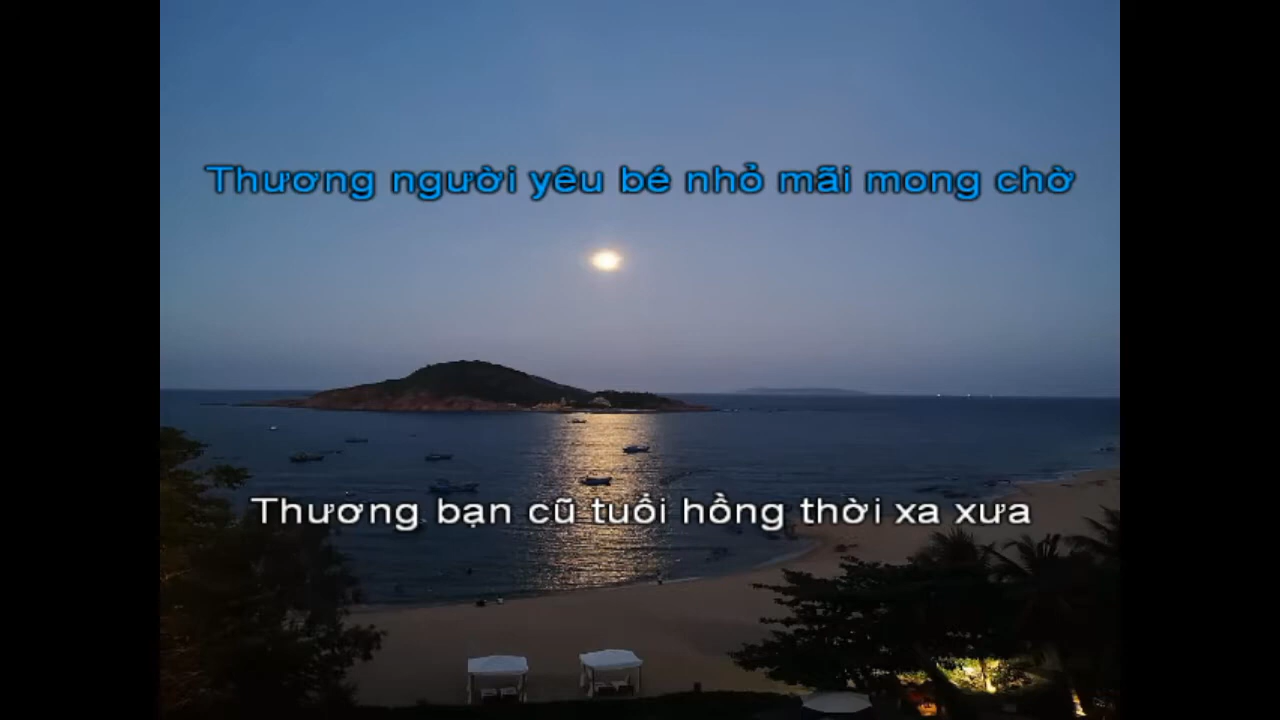 Thương người yêu bé nhỏ mãi mong chờ
Thương bạn cũ tuổi hồng thời xa xưa